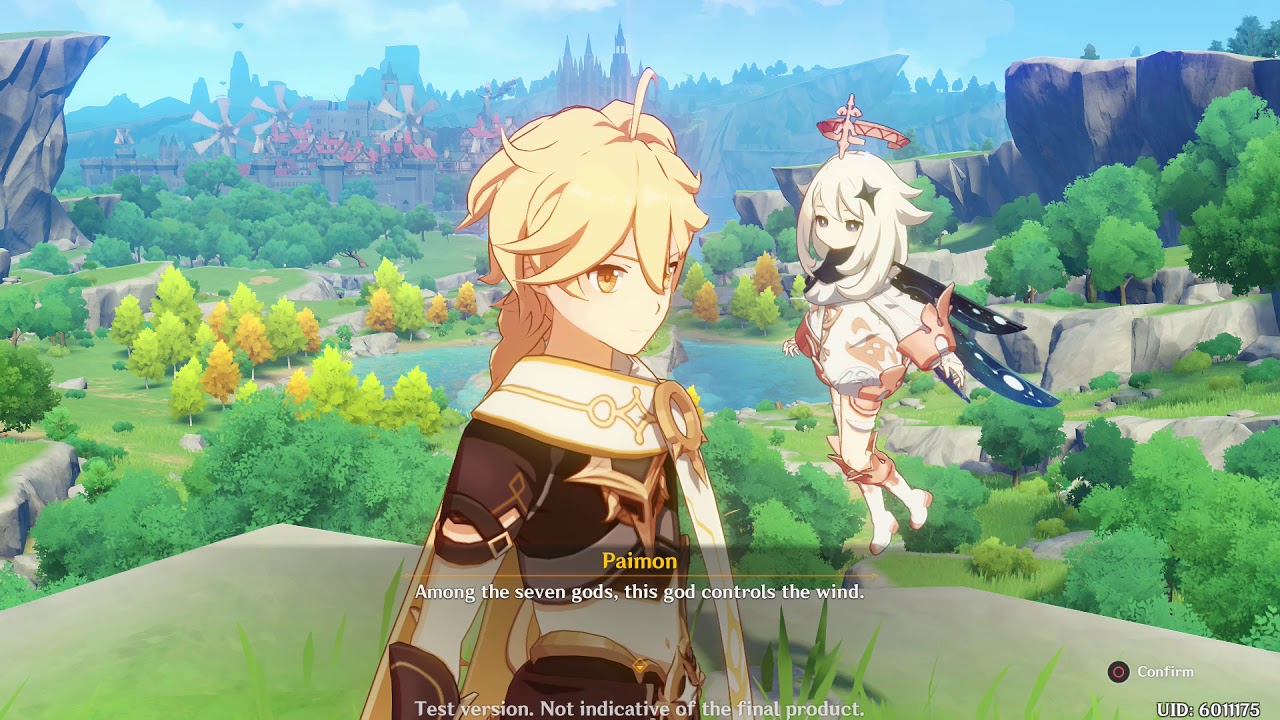 Paimon
Among the seven gods, this god controls the wind.
Confirm
Test version. Not indicative of the final product.
UID: 6011175